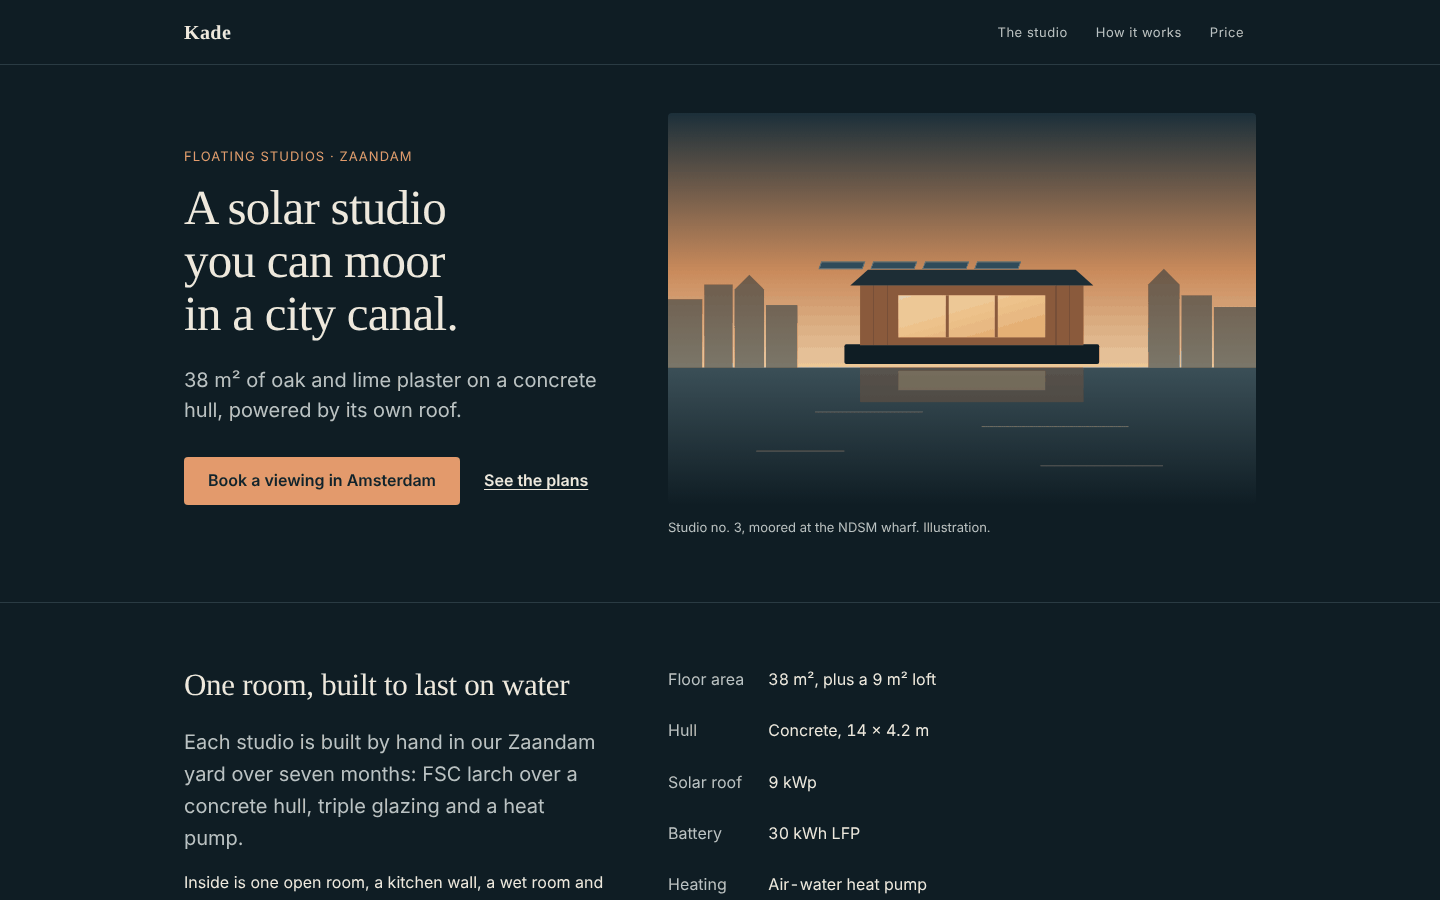 Kade
The studio
How it works
Price
FLOATING STUDIOS · ZAANDAM
A solar studio
you can moor
in a city canal.
38 m² of oak and lime plaster on a concrete
hull, powered by its own roof.
Book a viewing in Amsterdam
See the plans
Studio no. 3, moored at the NDSM wharf. Illustration.
One room, built to last on water
Each studio is built by hand in our Zaandam
yard over seven months: FSC larch over a
concrete hull, triple glazing and a heat
pump.
Inside is one open room, a kitchen wall, a wet room and
Floor area 38 m², plus a 9 m² loft
Hull Concrete, 14 × 4.2 m
Solar roof 9 kWp
Battery 30 kWh LFP
Heating Air-water heat pump